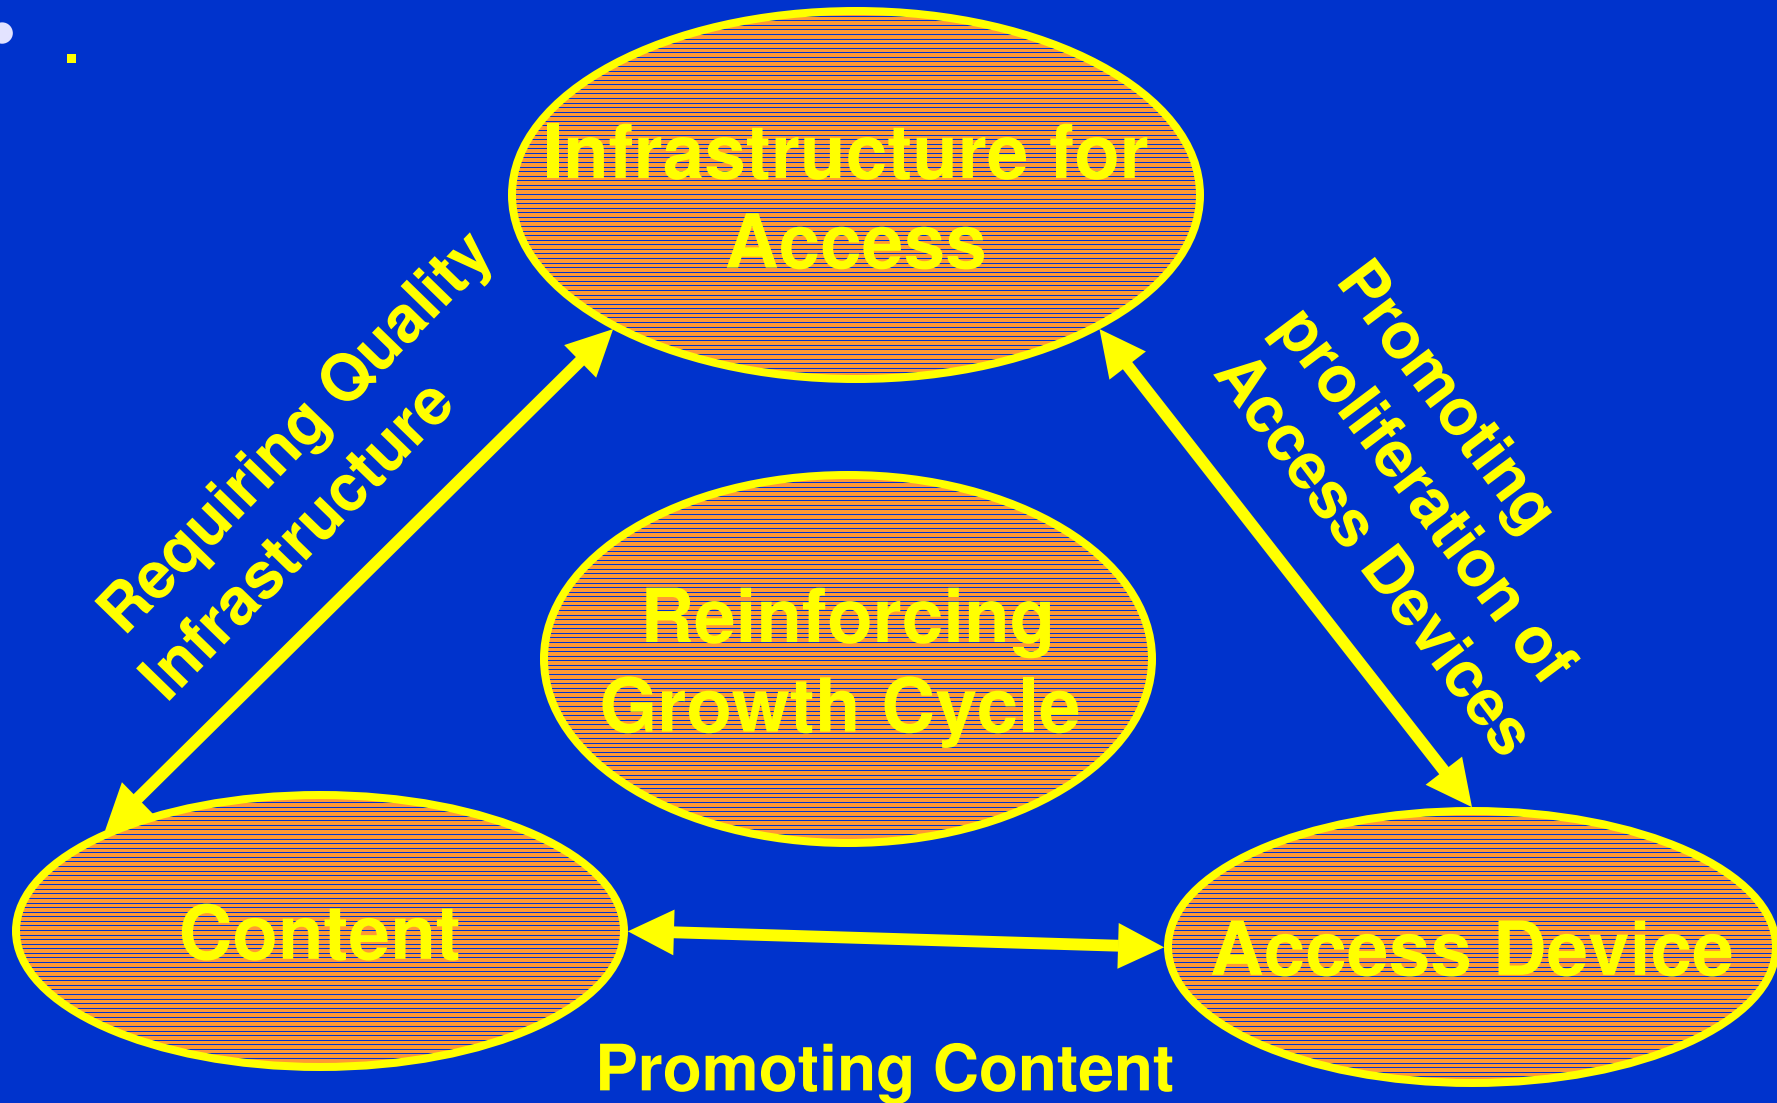 Infrastructure for
Access
Requiring Quality
Infrastructure
Promoting
proliferation of
Access Devices
Reinforcing
Growth Cycle
Content
Access Device
Promoting Content